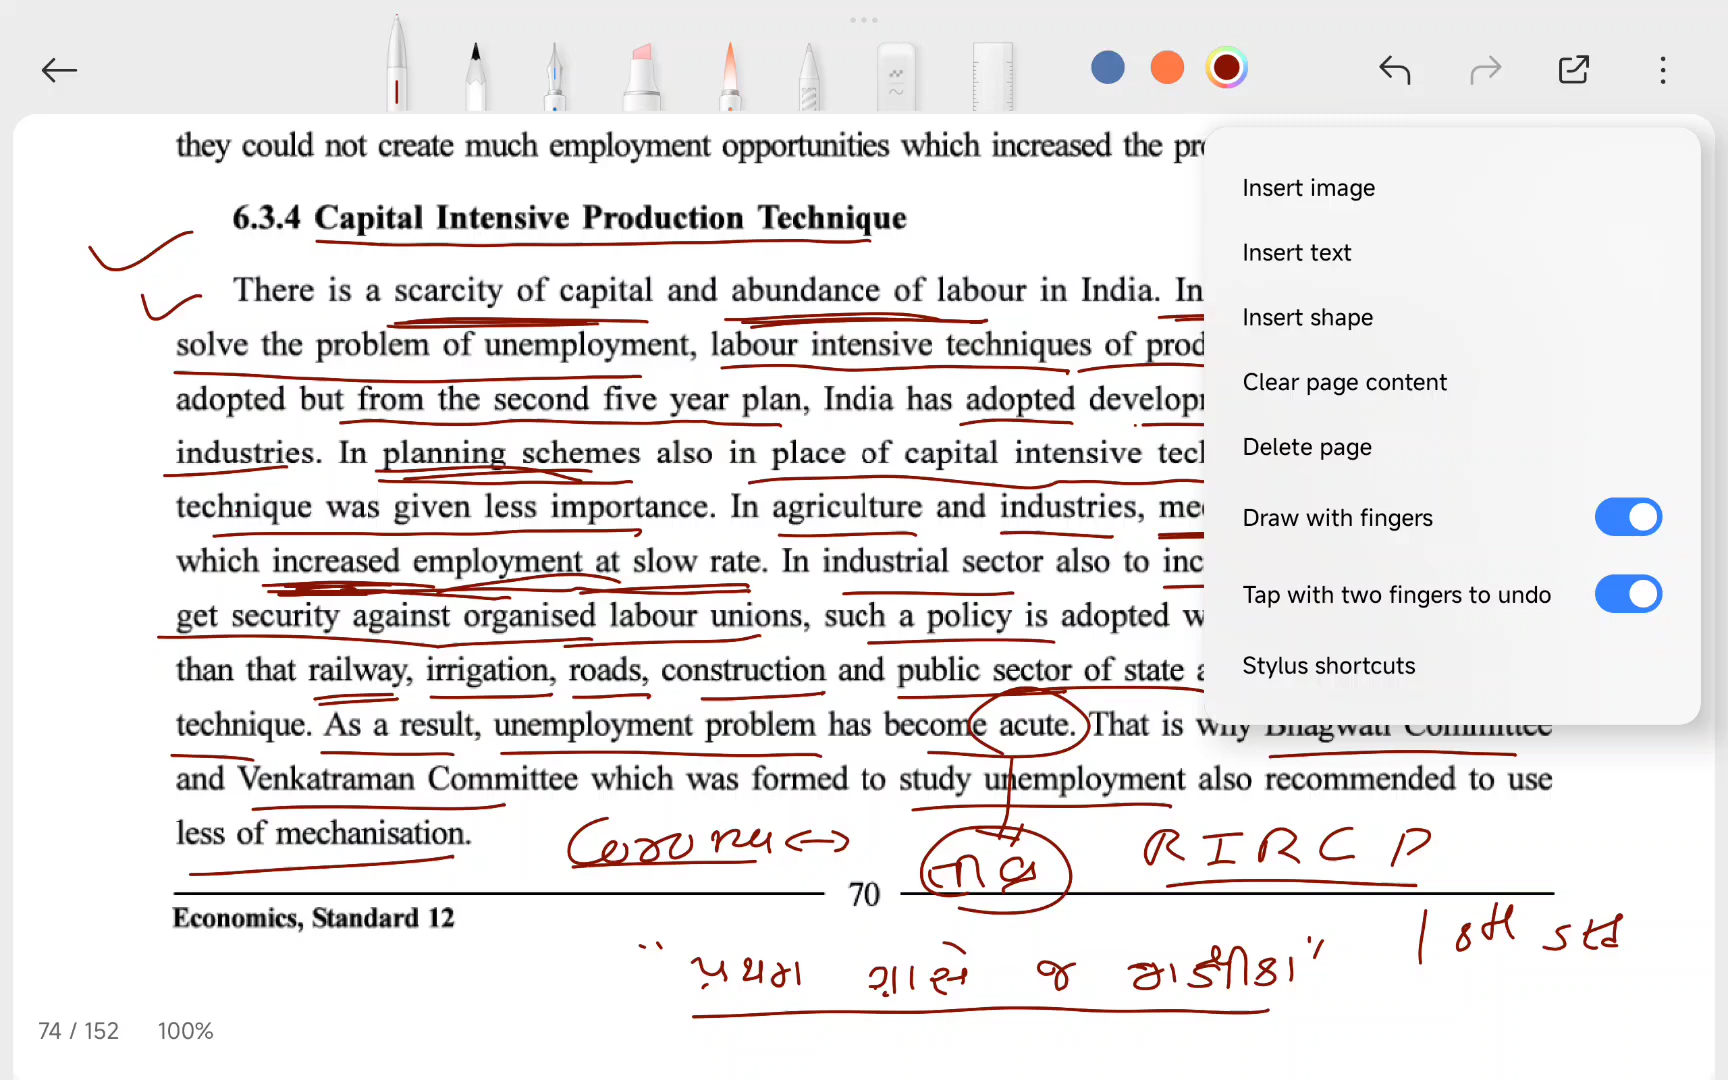 they could not create much employment opportunities which increased the pr
6.3.4 Capital Intensive Production Technique
There is a scarcity of capital and abundance of labour in India. In
solve the problem of unemployment, labour intensive techniques of prod
adopted but from the second five year plan, India has adopted develop
industries. In planning schemes also in place of capital intensive tec
technique was given less importance. In agriculture and industries, me
which increased employment at slow rate. In industrial sector also to inc
get security against organised labour unions, such a policy is adopted w
than that railway, irrigation, roads, construction and public sector of state a
technique. As a result, unemployment problem has become acute. That is why Bhagwati Committee
and Venkatraman Committee which was formed to study unemployment also recommended to use
less of mechanisation.
R I R C P
70
Economics, Standard 12
પ્રથમ
74 / 152
100%
Insert image
Insert text
Insert shape
Clear page content
Delete page
Draw with fingers
Tap with two fingers to undo
Stylus shortcuts